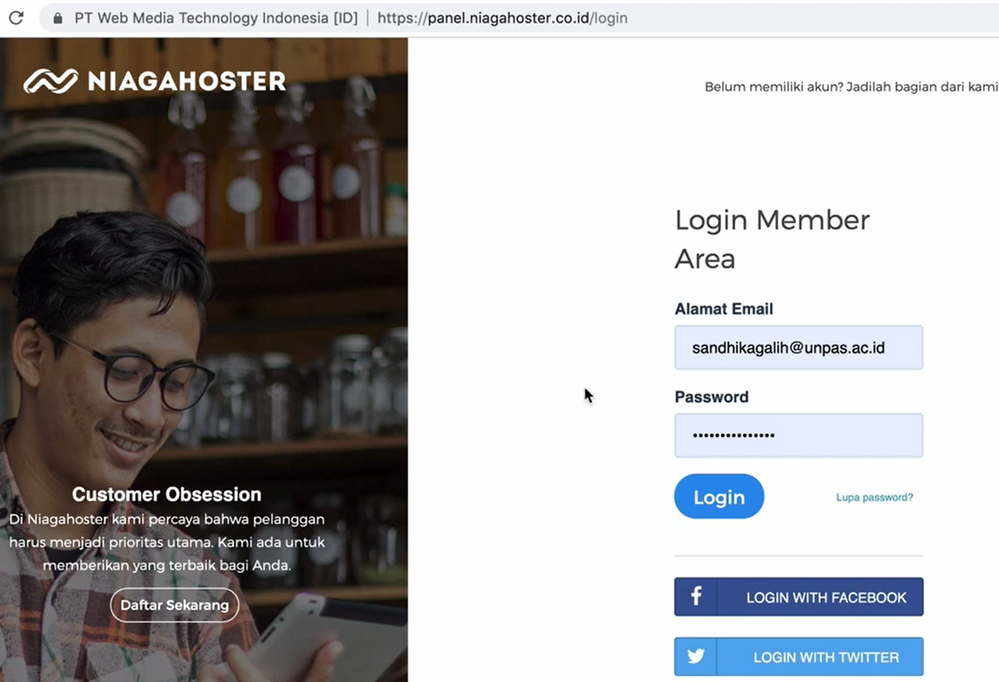 PT Web Media Technology Indonesia [ID] | https://panel.niagahoster.co.id/login
NIAGAHOSTER
Belum memiliki akun? Jadilah bagian dari kami
Login Member
Area
Alamat Email
sandhikagalih@unpas.ac.id
Password
•••••••••••••••
Login
Lupa password?
LOGIN WITH FACEBOOK
LOGIN WITH TWITTER
Customer Obsession
Di Niagahoster kami percaya bahwa pelanggan
harus menjadi prioritas utama. Kami ada untuk
memberikan yang terbaik bagi Anda.
Daftar Sekarang